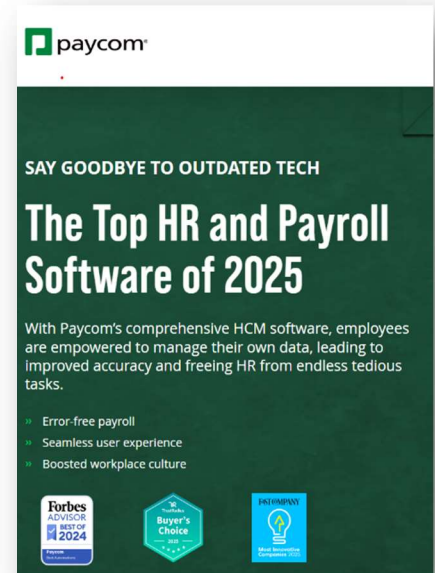 paycom
SAY GOODBYE TO OUTDATED TECH
The Top HR and Payroll
Software of 2025
With Paycom's comprehensive HCM software, employees
are empowered to manage their own data, leading to
improved accuracy and freeing HR from endless tedious
tasks.
» Error-free payroll
» Seamless user experience
» Boosted workplace culture
Forbes
ADVISOR
BEST OF
2024
Paycom
TrustRadius
Buyer's
Choice
2025
FAST COMPANY
Most Innovative
Companies 2025